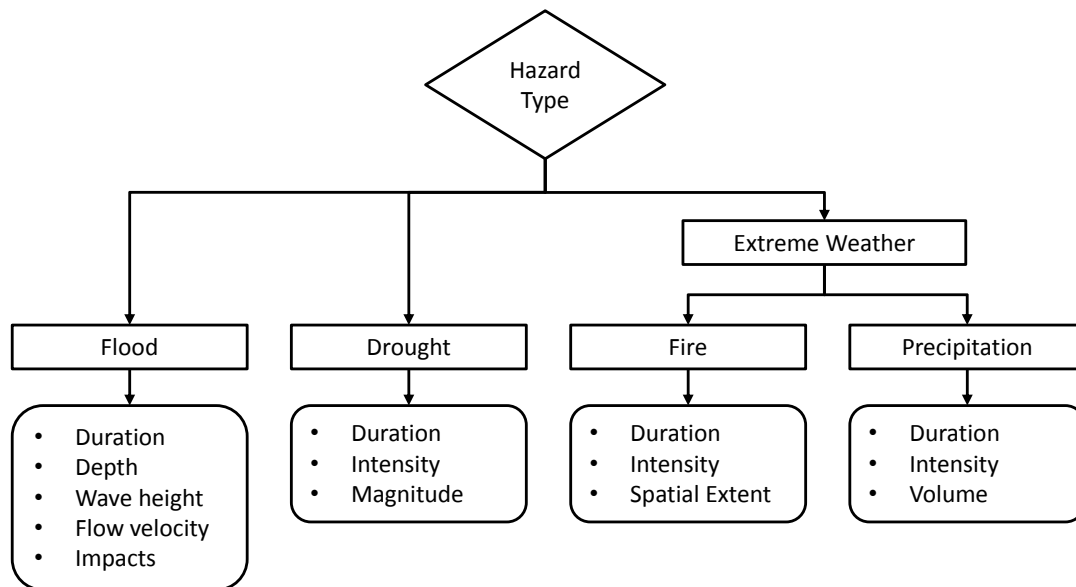 Hazard
Type
Extreme Weather
Flood
Drought
Fire
Precipitation
• Duration
• Depth
• Wave height
• Flow velocity
• Impacts
• Duration
• Intensity
• Magnitude
• Duration
• Intensity
• Spatial Extent
• Duration
• Intensity
• Volume